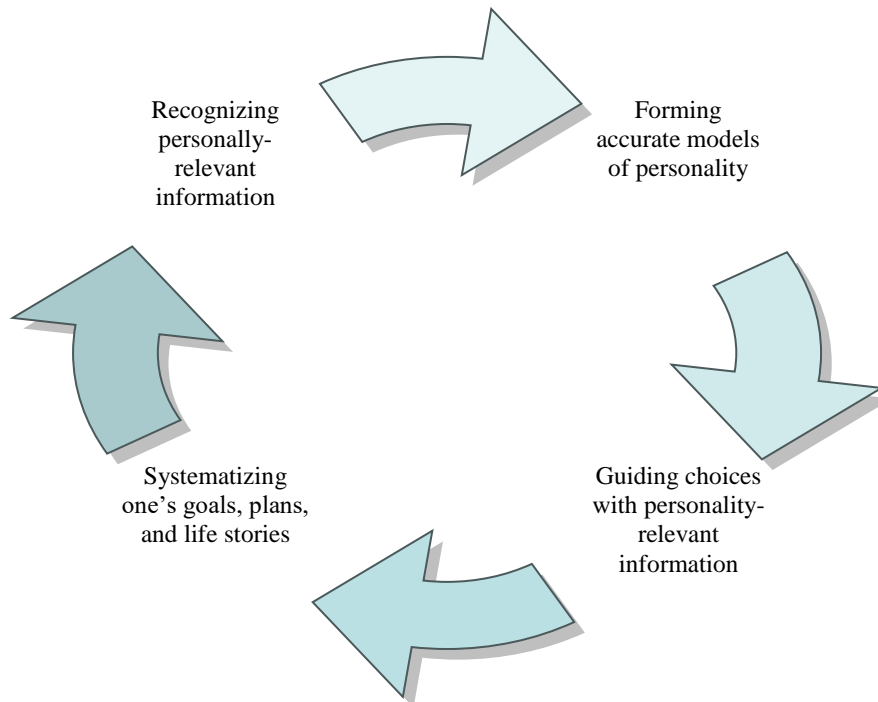 Recognizing
personally-
relevant
information
Forming
accurate models
of personality
Guiding choices
with personality-
relevant
information
Systematizing
one’s goals, plans,
and life stories